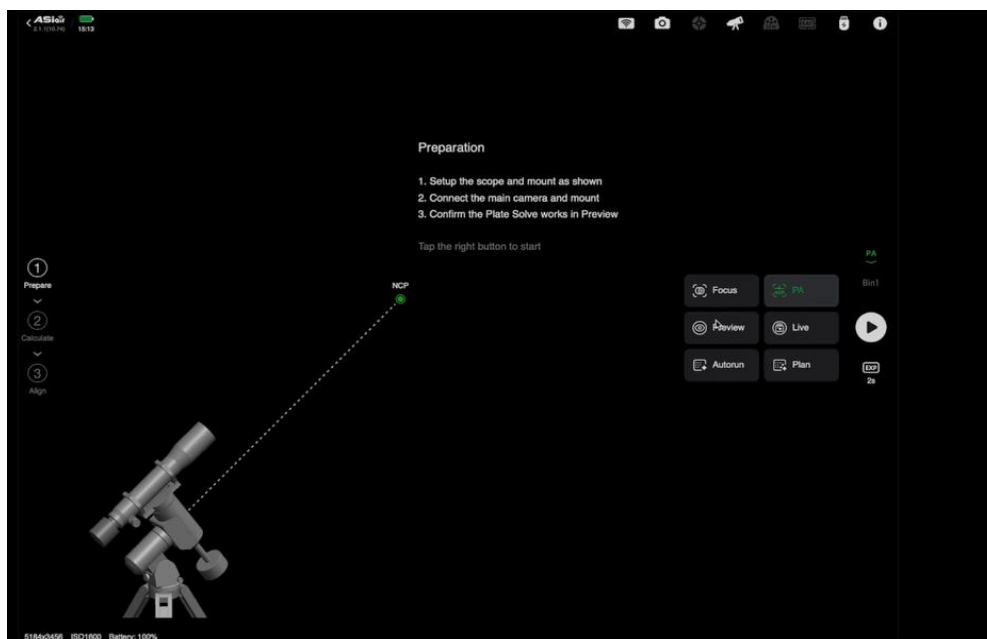 ASIair
15:13
Preparation
1. Setup the scope and mount as shown
2. Connect the main camera and mount
3. Confirm the Plate Solve works in Preview
Tap the right button to start
1
Prepare
2
Calculate
3
Align
NCP
Focus
PA
Preview
Live
Autorun
Plan
PA
Bin1
EXP
2s
5184x3456 ISO1600 Battery: 100%